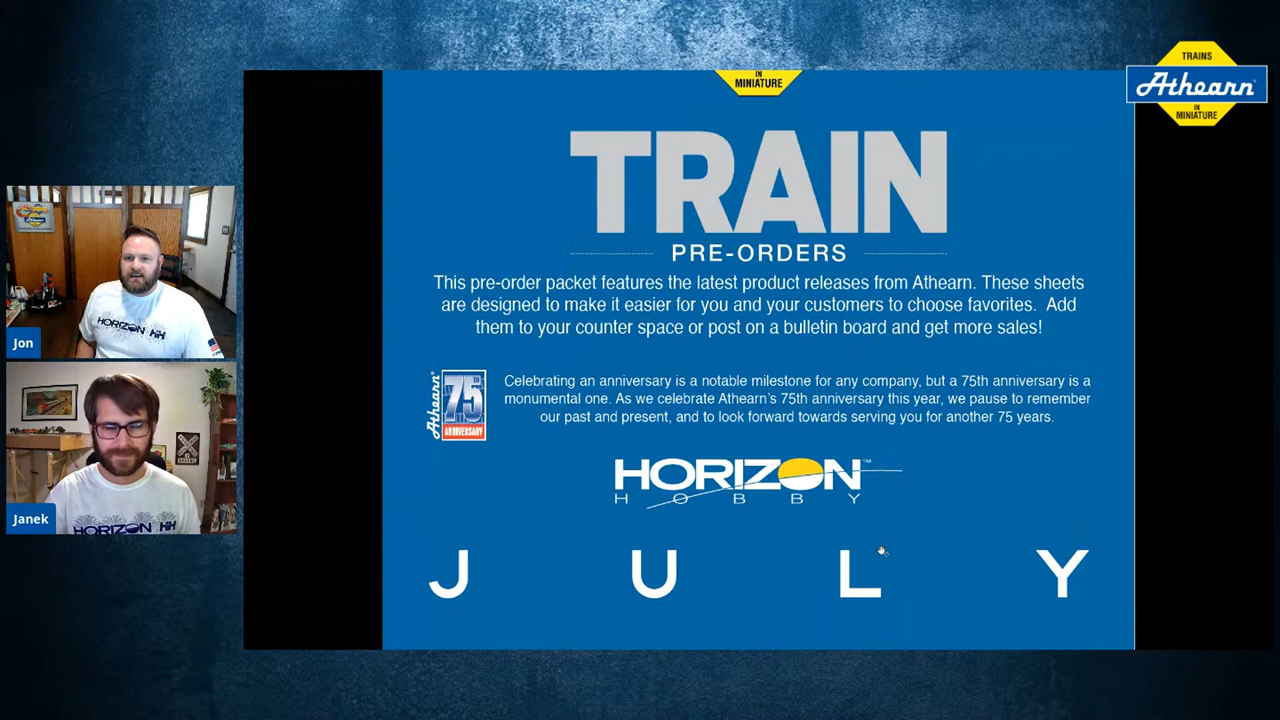 TRAINS
Athearn
IN
MINIATURE
IN
MINIATURE
TRAIN
PRE-ORDERS
This pre-order packet features the latest product releases from Athearn. These sheets
are designed to make it easier for you and your customers to choose favorites. Add
them to your counter space or post on a bulletin board and get more sales!
Athearn
75th
ANNIVERSARY
Celebrating an anniversary is a notable milestone for any company, but a 75th anniversary is a
monumental one. As we celebrate Athearn's 75th anniversary this year, we pause to remember
our past and present, and to look forward towards serving you for another 75 years.
HORIZON™
HOBBY
J U L Y
HORIZON HH
Jon
HORIZON HH
Janek